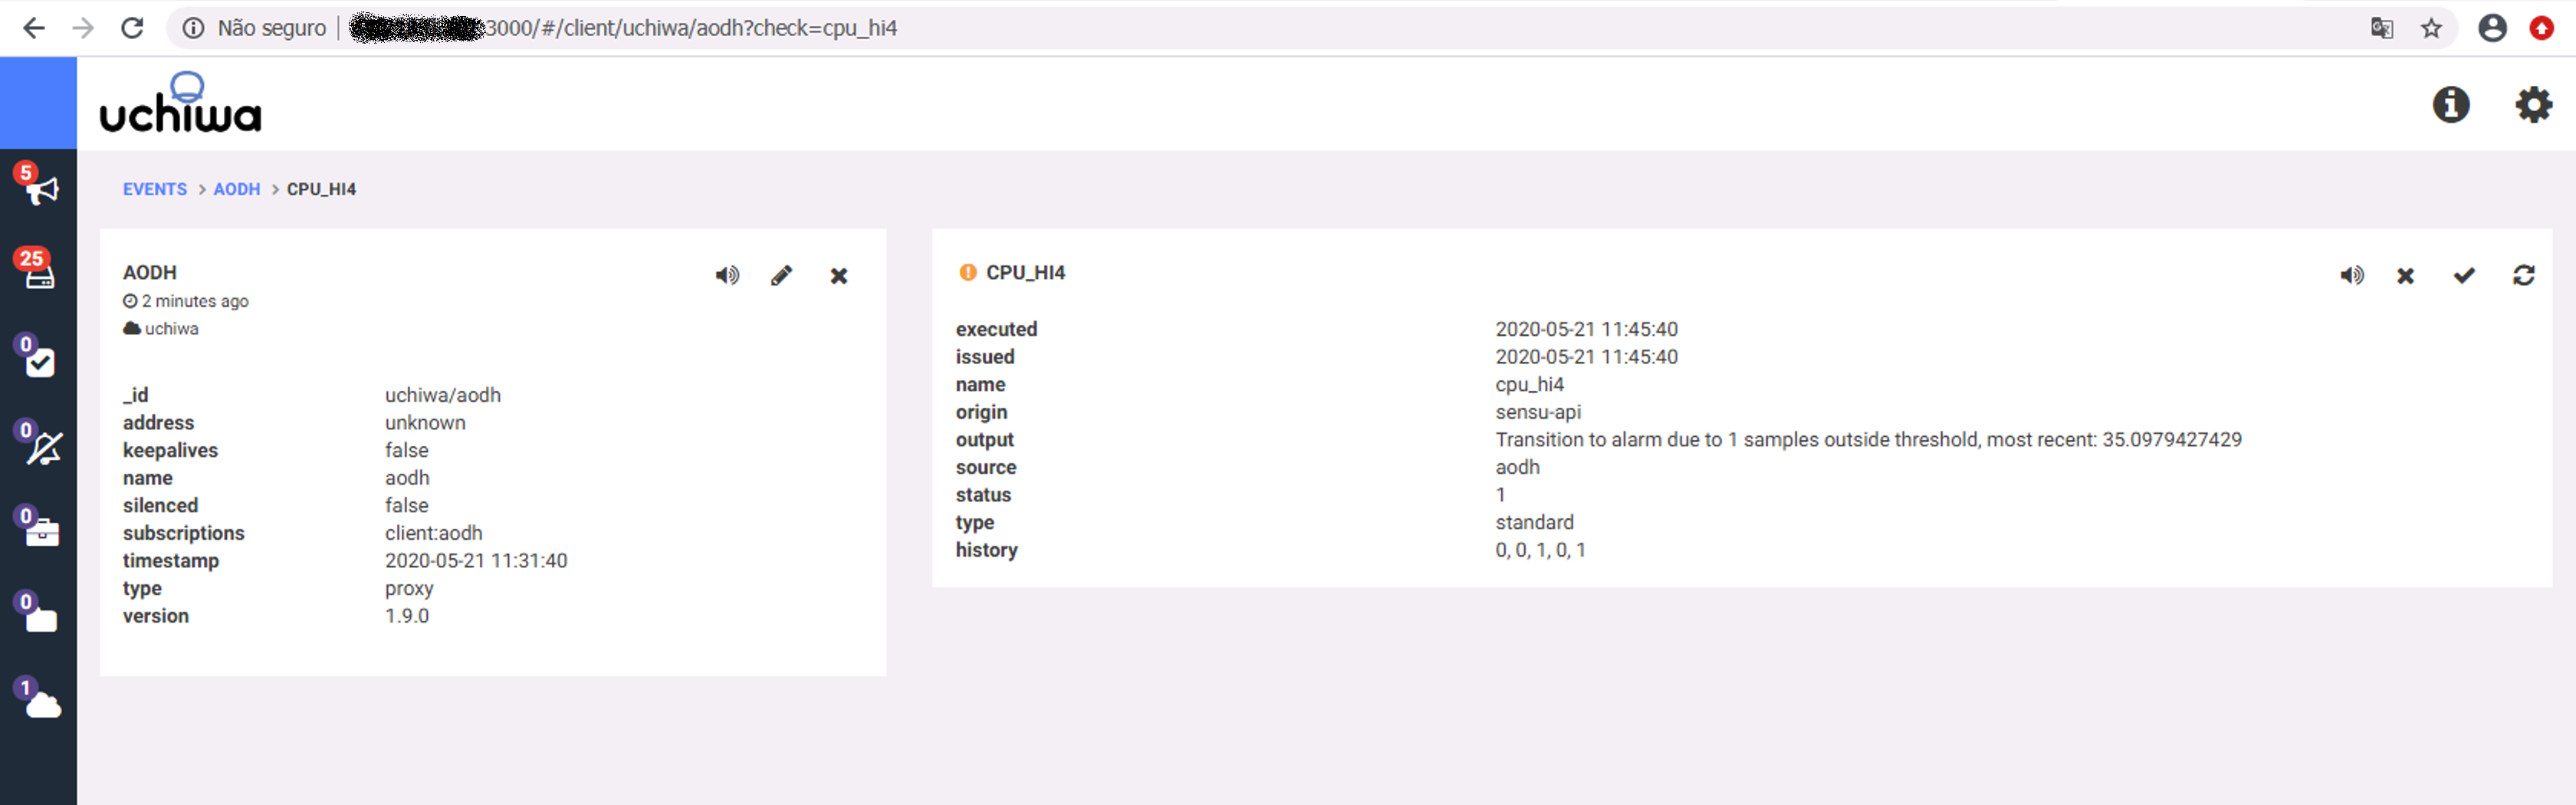 Não seguro 3000/#/client/uchiwa/aodh?check=cpu_hi4
uchiwa
5
25
0
0
0
0
1
EVENTS > AODH > CPU_HI4
AODH
2 minutes ago
uchiwa
_id uchiwa/aodh
address unknown
keepalives false
name aodh
silenced false
subscriptions client:aodh
timestamp 2020-05-21 11:31:40
type proxy
version 1.9.0
CPU_HI4
executed 2020-05-21 11:45:40
issued 2020-05-21 11:45:40
name cpu_hi4
origin sensu-api
output Transition to alarm due to 1 samples outside threshold, most recent: 35.0979427429
source aodh
status 1
type standard
history 0, 0, 1, 0, 1